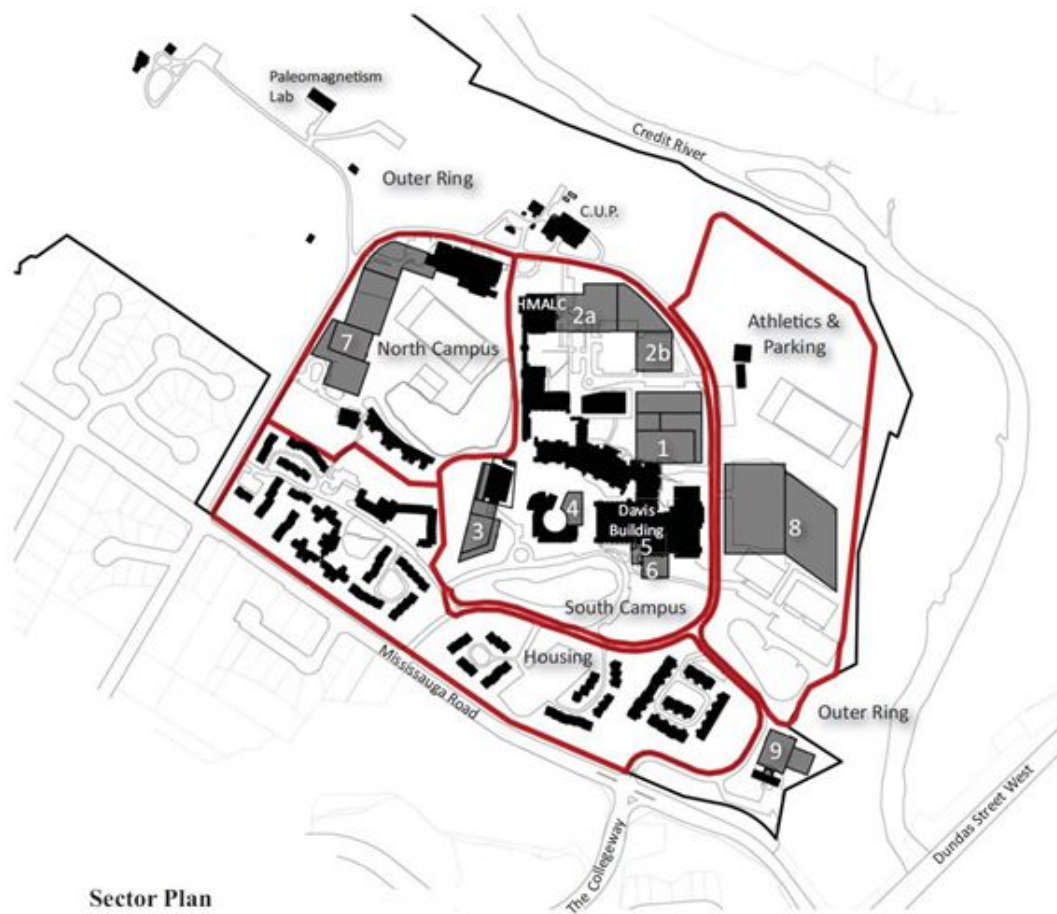 Paleomagnetism
Lab
Credit River
Outer Ring
C.U.P.
HMALC
2a
Athletics &
Parking
7
North Campus
2b
1
8
4
Davis
Building
3
5
6
South Campus
Housing
Mississauga Road
Outer Ring
9
The Collegeway
Dundas Street West
Sector Plan